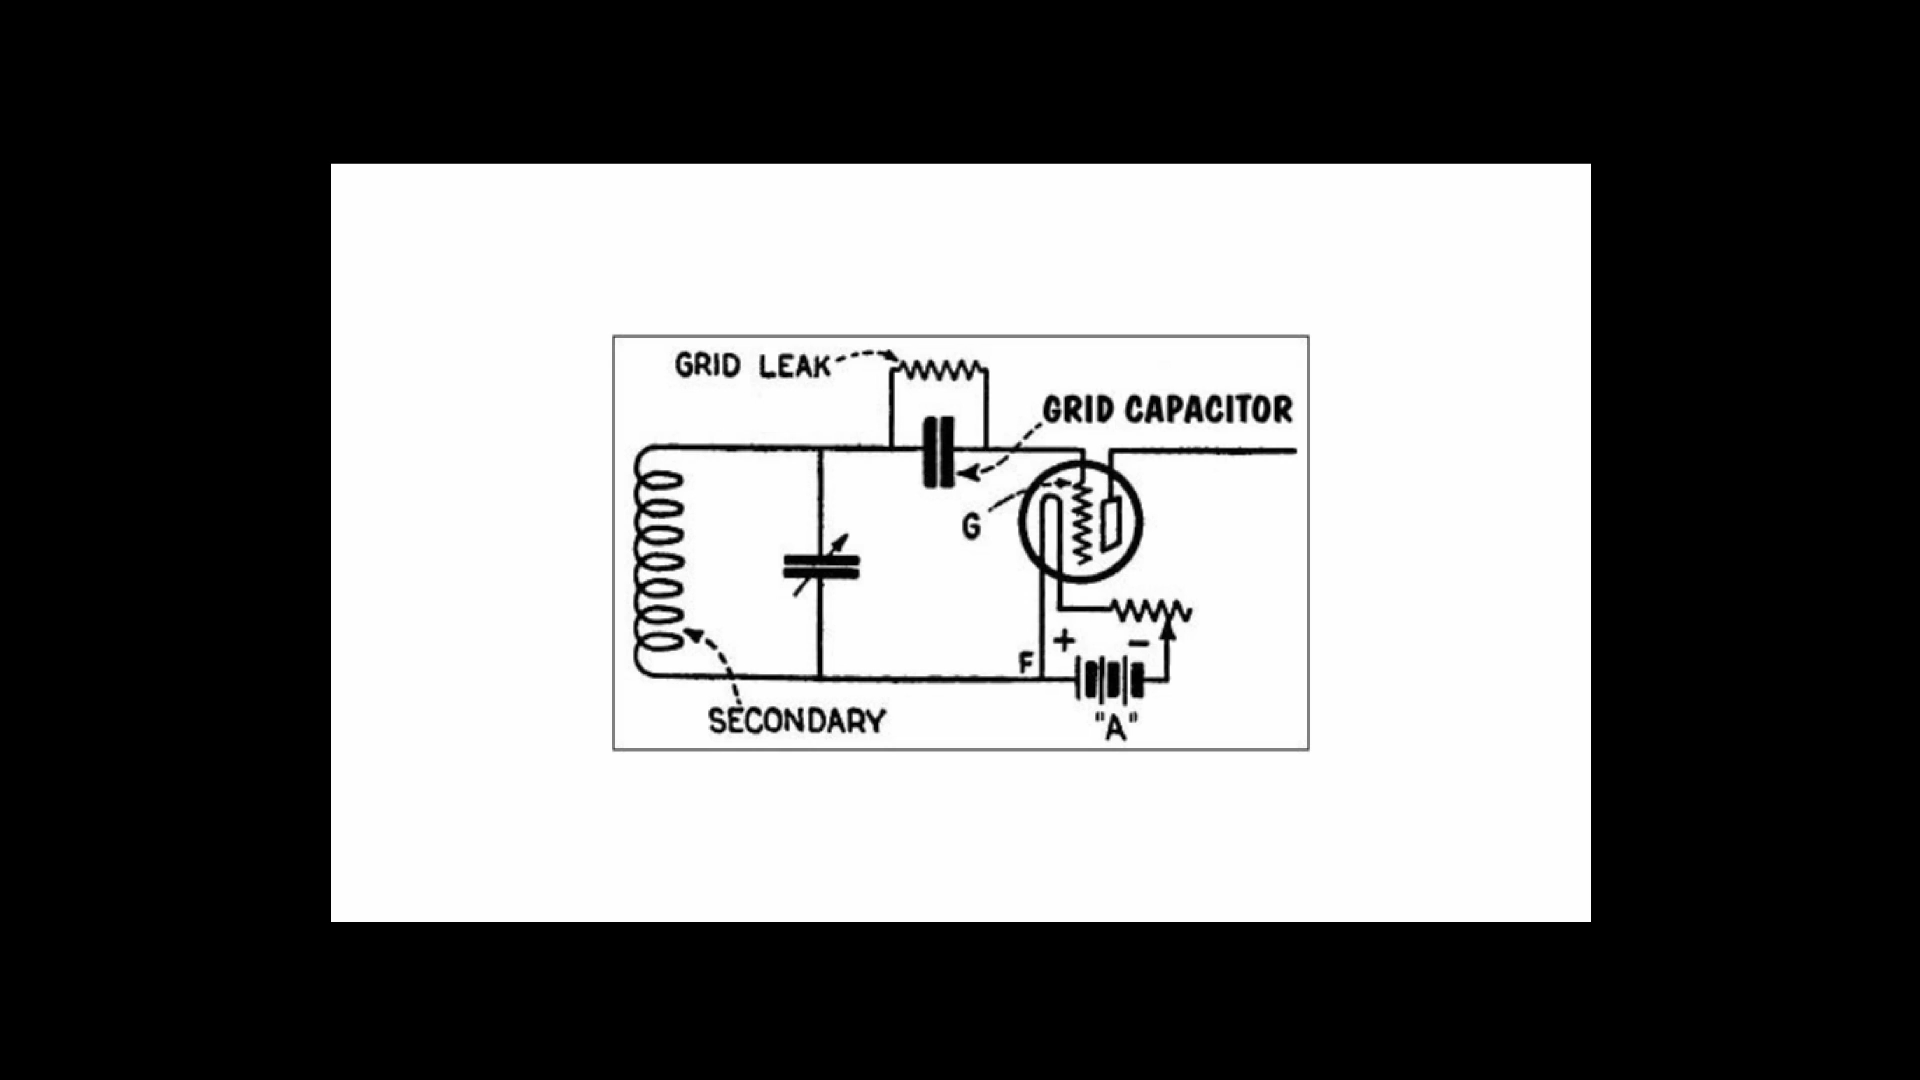 GRID LEAK
GRID CAPACITOR
G
+ -
F
"A"
SECONDARY